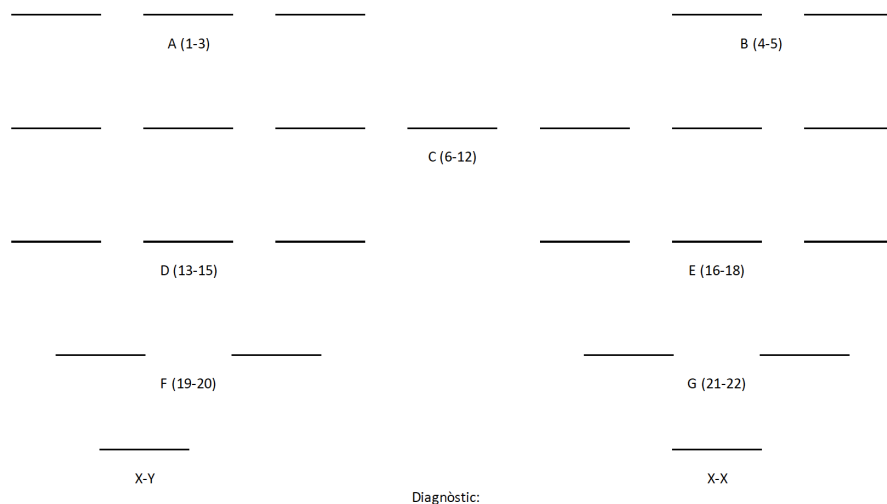 A (1-3) B (4-5)
C (6-12)
D (13-15) E (16-18)
F (19-20) G (21-22)
X-Y X-X
Diagnòstic: